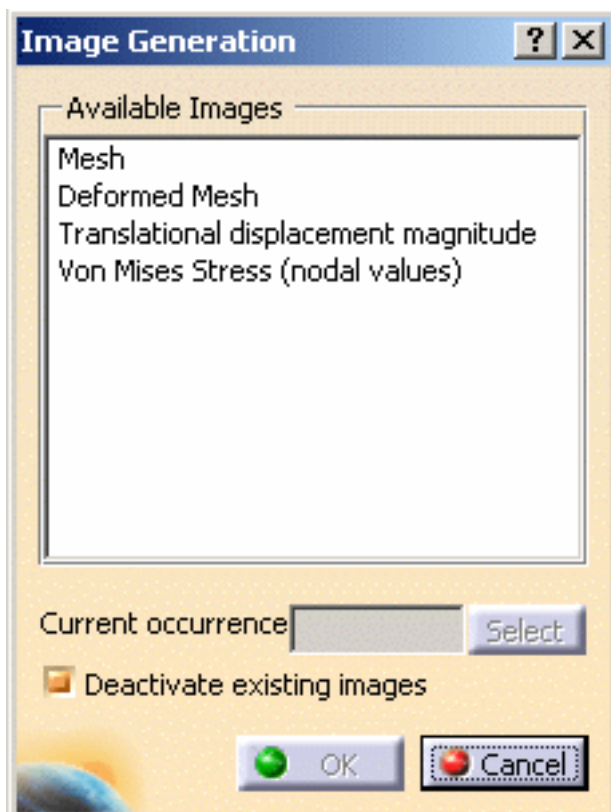 Image Generation
Available Images
Mesh
Deformed Mesh
Translational displacement magnitude
Von Mises Stress (nodal values)
Current occurrence
Select
Deactivate existing images
OK
Cancel